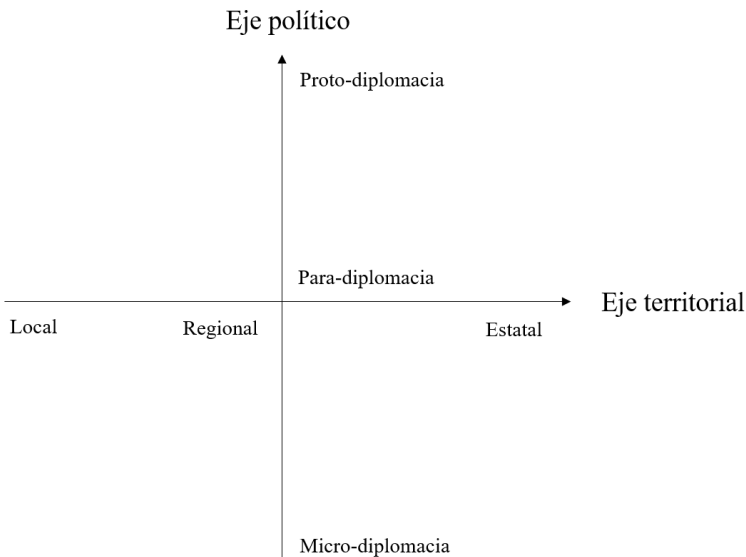 Eje político
Proto-diplomacia
Para-diplomacia
Eje territorial
Local
Regional
Estatal
Micro-diplomacia